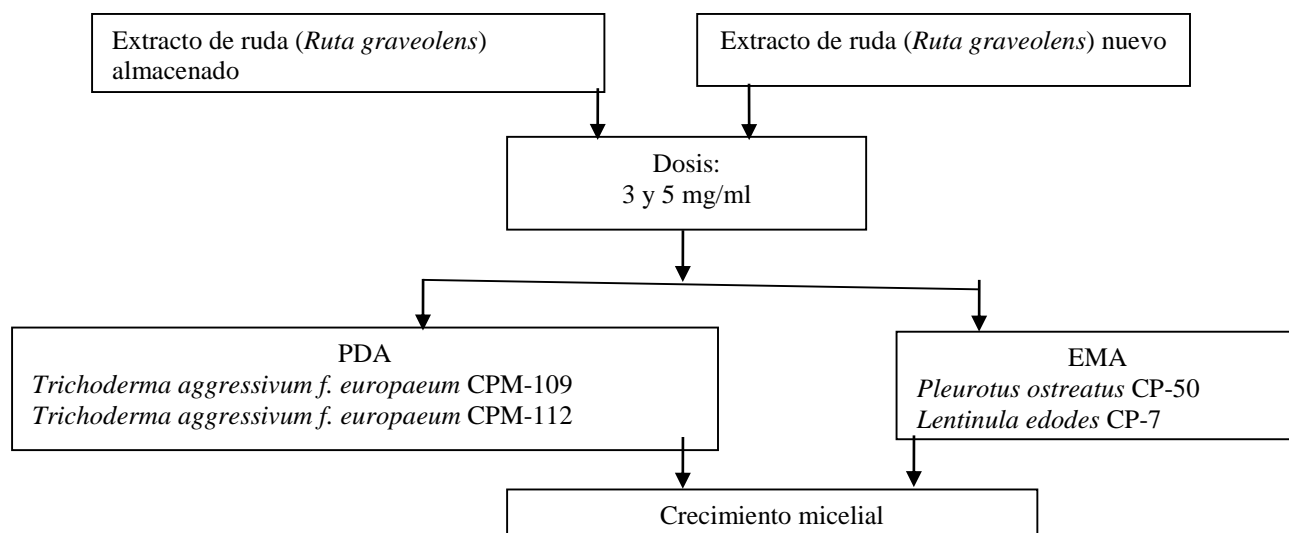 Extracto de ruda (Ruta graveolens)
almacenado
Extracto de ruda (Ruta graveolens) nuevo
Dosis:
3 y 5 mg/ml
PDA
Trichoderma aggressivum f. europaeum CPM-109
Trichoderma aggressivum f. europaeum CPM-112
EMA
Pleurotus ostreatus CP-50
Lentinula edodes CP-7
Crecimiento micelial